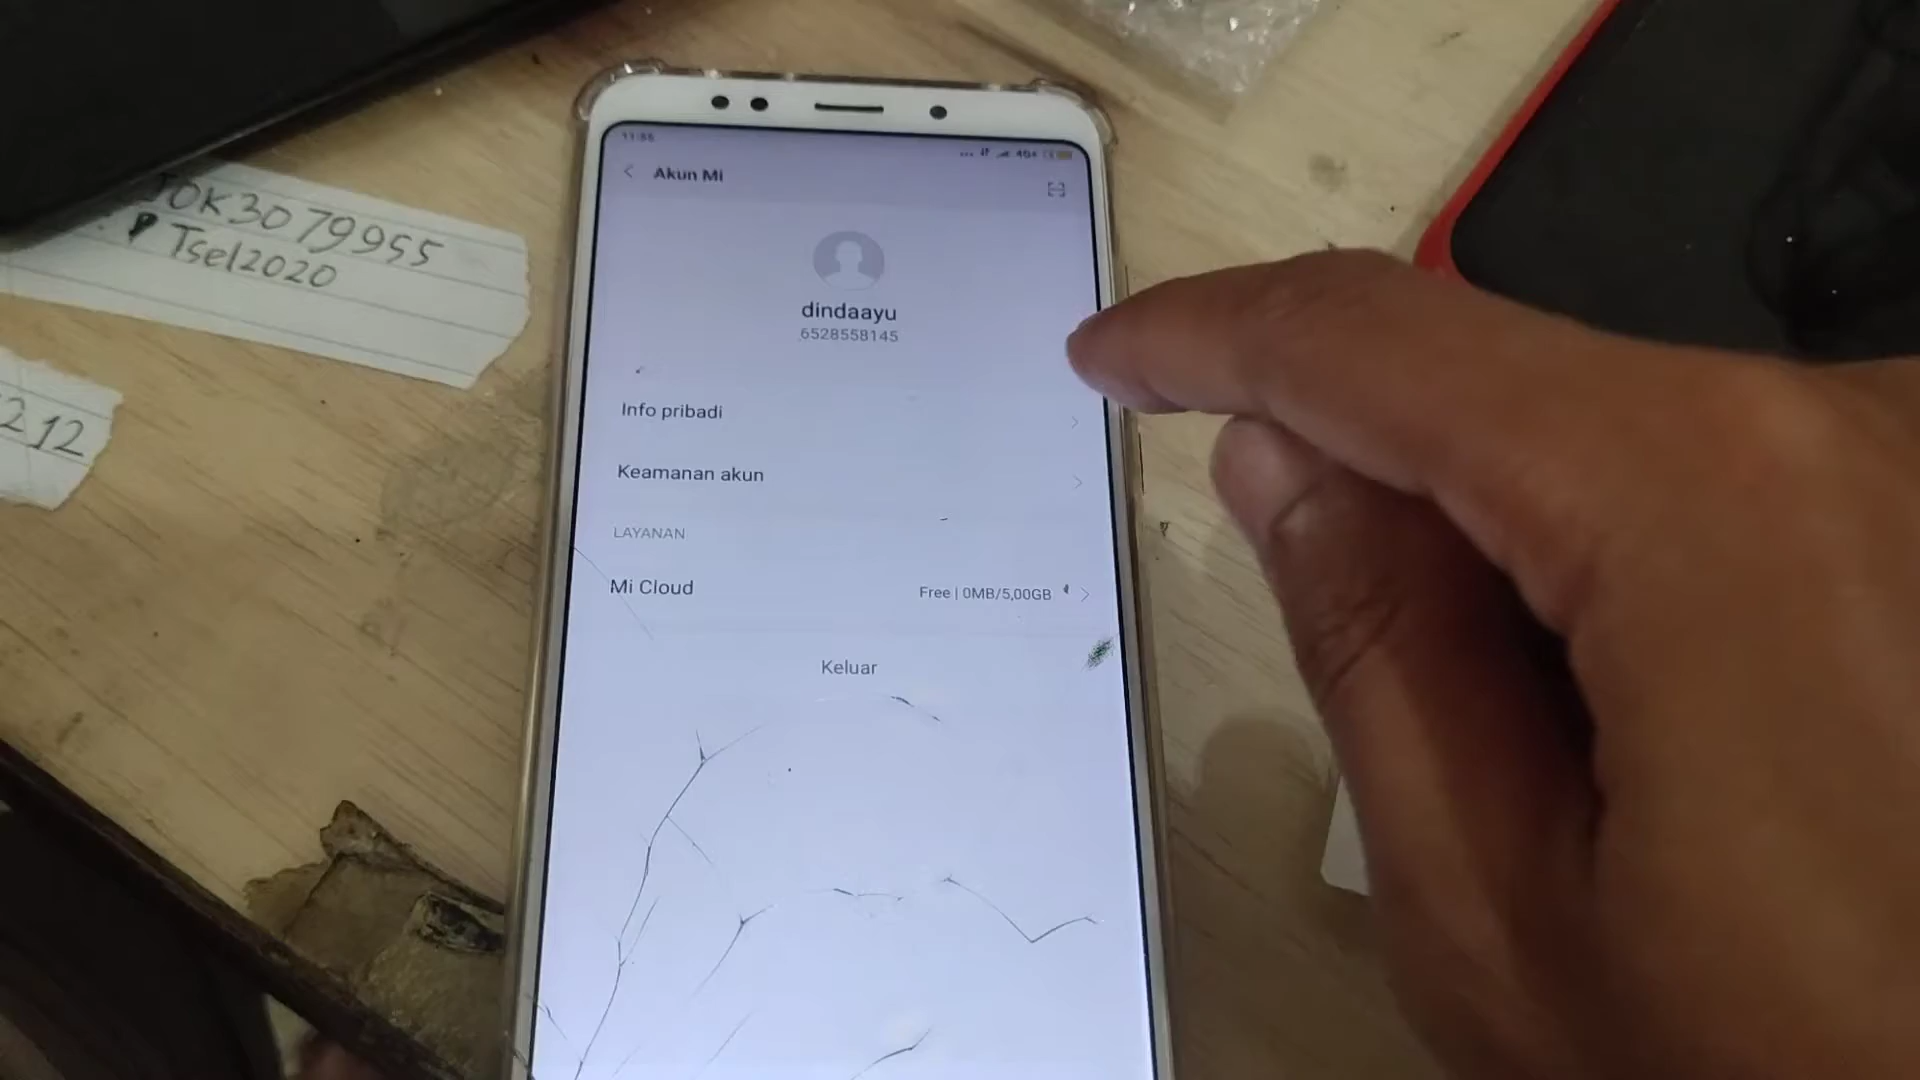 11:55
Akun Mi
dindaayu
6528558145
Info pribadi
Keamanan akun
LAYANAN
Mi Cloud
Free | 0MB/5,00GB
Keluar
JOK3079955
P Tsel2020
212